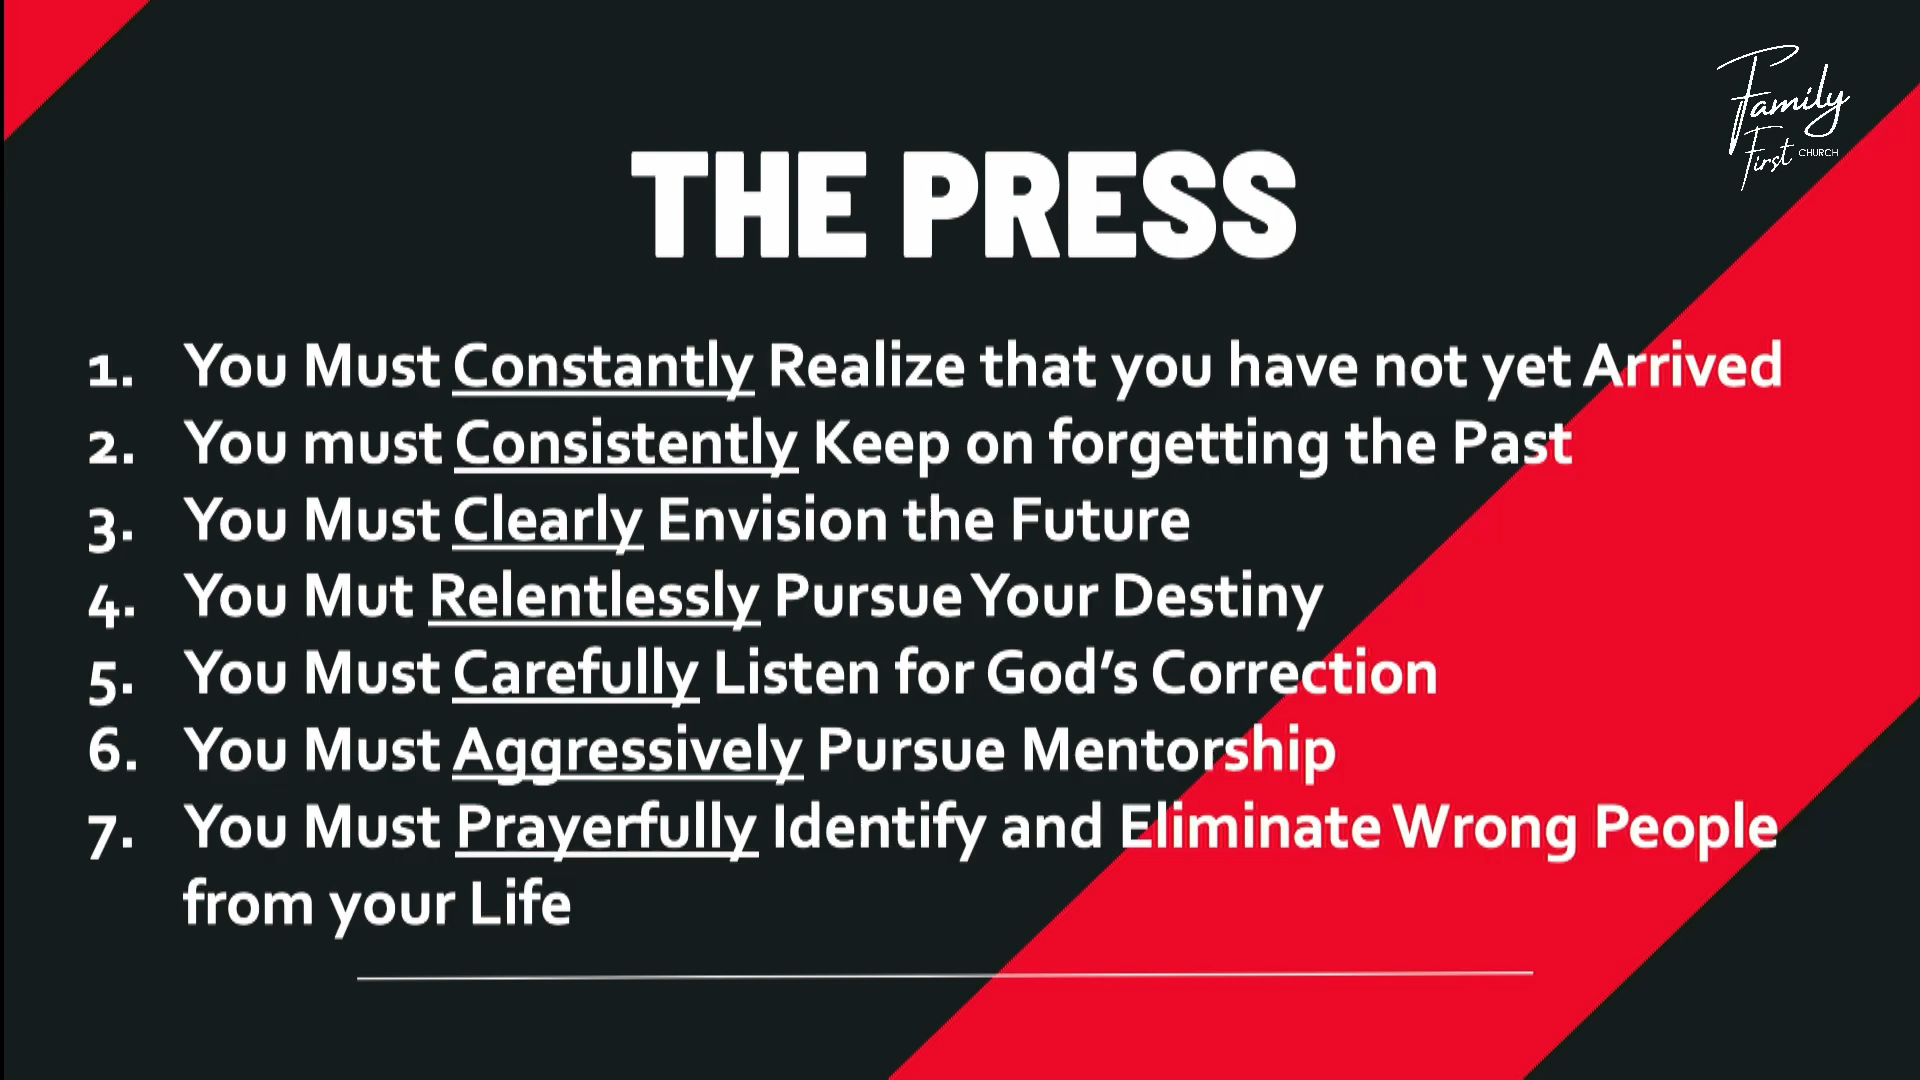 Family
First CHURCH
THE PRESS
1. You Must Constantly Realize that you have not yet Arrived
2. You must Consistently Keep on forgetting the Past
3. You Must Clearly Envision the Future
4. You Mut Relentlessly Pursue Your Destiny
5. You Must Carefully Listen for God’s Correction
6. You Must Aggressively Pursue Mentorship
7. You Must Prayerfully Identify and Eliminate Wrong People
from your Life